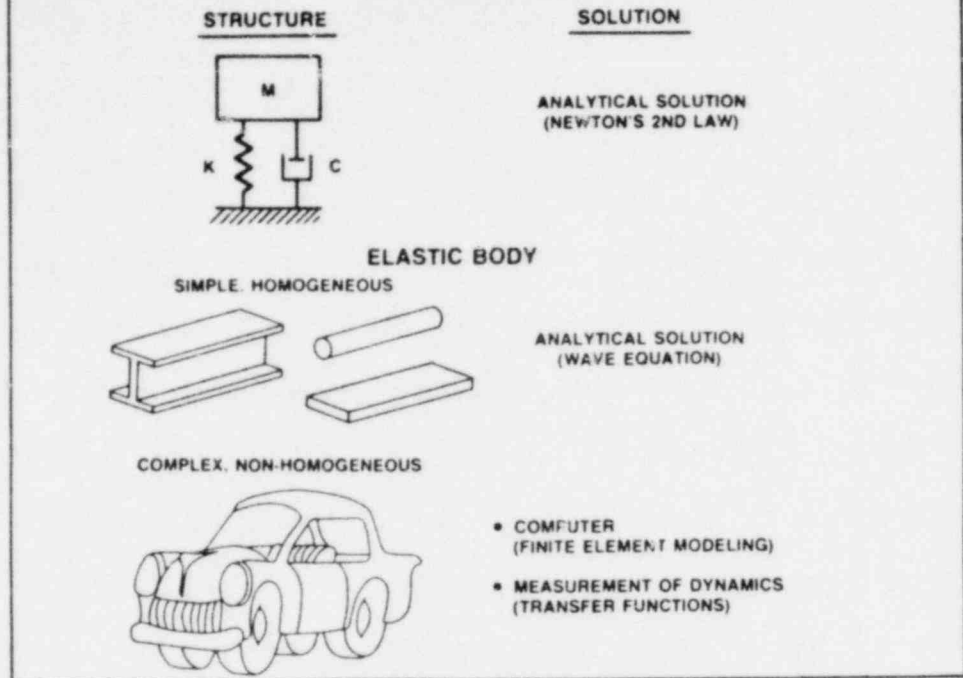 STRUCTURE
SOLUTION
M
K
C
ANALYTICAL SOLUTION
(NEWTON'S 2ND LAW)
ELASTIC BODY
SIMPLE, HOMOGENEOUS
ANALYTICAL SOLUTION
(WAVE EQUATION)
COMPLEX, NON-HOMOGENEOUS
• COMPUTER
(FINITE ELEMENT MODELING)
• MEASUREMENT OF DYNAMICS
(TRANSFER FUNCTIONS)